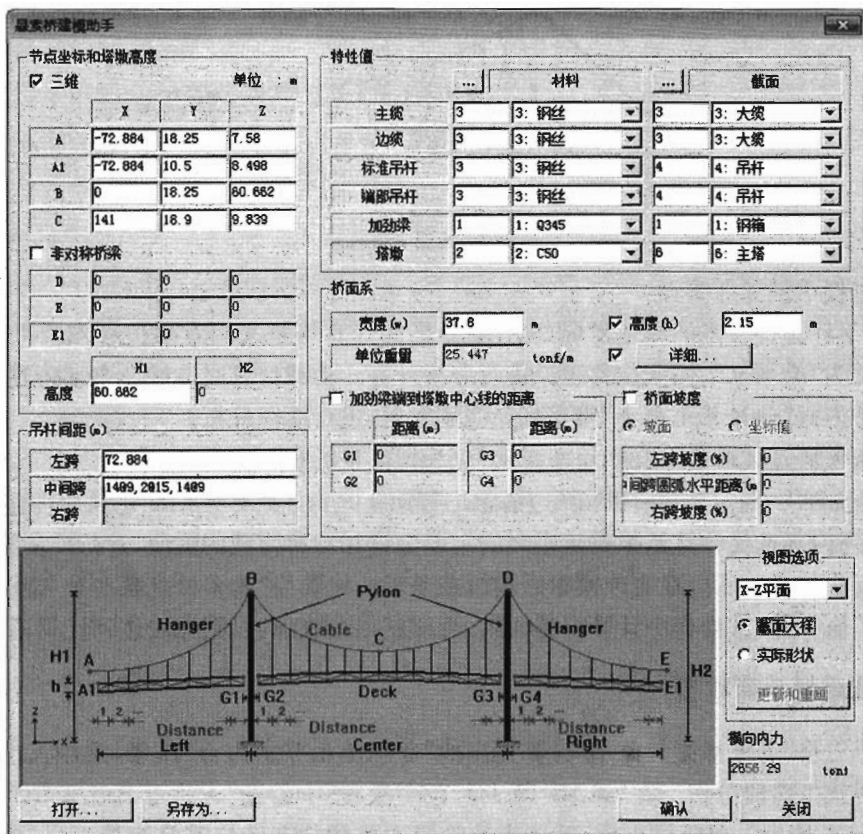 悬索桥建模助手
节点坐标和塔墩高度
三维 单位 : m
X Y Z
A -72.884 18.25 7.58
A1 -72.884 10.5 8.498
B 0 18.25 60.662
C 141 18.9 9.839
非对称桥梁
D 0 0 0
E 0 0 0
E1 0 0 0
H1 H2
高度 60.662 0
吊杆间距(m)
左跨 72.884
中间跨 14@9,2@15,14@9
右跨
特性值
... 材料 ... 截面
主缆 3 3: 钢丝 3 3: 大缆
边缆 3 3: 钢丝 3 3: 大缆
标准吊杆 3 3: 钢丝 4 4: 吊杆
端部吊杆 3 3: 钢丝 4 4: 吊杆
加劲梁 1 1: Q345 1 1: 钢箱
塔墩 2 2: C50 6 6: 主塔
桥面系
宽度(w) 37.8 m 高度(h) 2.15 m
单位重量 25.447 tonf/m 详细...
加劲梁端到塔墩中心线的距离
距离(m) 距离(m)
G1 0 G3 0
G2 0 G4 0
桥面坡度
坡面 坐标值
左跨坡度(%) 0
中间跨圆弧水平距离(m 0
右跨坡度(%) 0
B D
Pylon
Hanger Cable C Hanger
H1 A E H2
h A1 G1 G2 Deck G3 G4 E1
1 2 ... 1 2 ... 1 2 ...
Distance Distance Distance
z x
Left Center Right
视图选项
X-Z平面
截面大样
实际形状
更新和重画
横向内力
2656.29 tonf
打开... 另存为... 确认 关闭